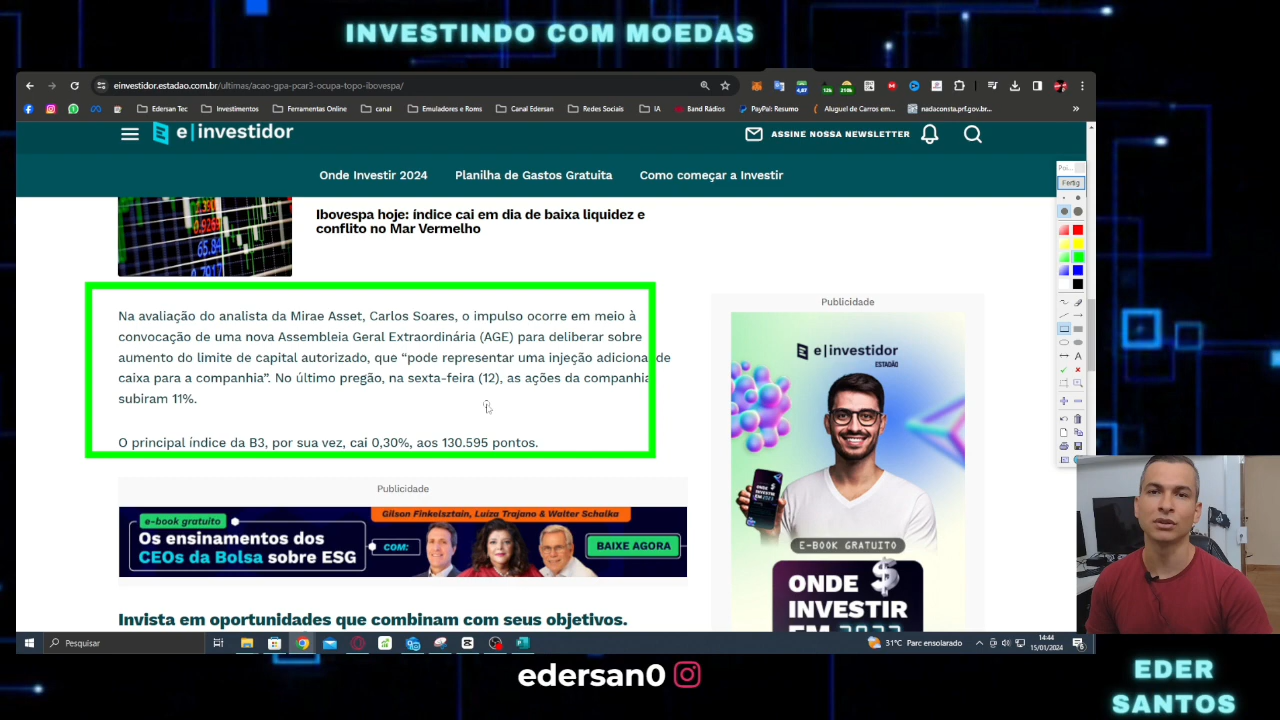 INVESTINDO COM MOEDAS
einvestidor.estadao.com.br/ultimas/acao-gpa-pcar3-ocupa-topo-ibovespa/
Edersan Tec
Investimentos
Ferramentas Online
canal
Emuladores e Roms
Canal Edersan
Redes Sociais
IA
Band Rádios
PayPal: Resumo
Aluguel de Carros em...
nadaconsta.prf.gov.br...
e|investidor
ASSINE NOSSA NEWSLETTER
Onde Investir 2024
Planilha de Gastos Gratuita
Como começar a Investir
Fertig
Ibovespa hoje: índice cai em dia de baixa liquidez e
conflito no Mar Vermelho
Na avaliação do analista da Mirae Asset, Carlos Soares, o impulso ocorre em meio à
convocação de uma nova Assembleia Geral Extraordinária (AGE) para deliberar sobre
aumento do limite de capital autorizado, que “pode representar uma injeção adicional de
caixa para a companhia”. No último pregão, na sexta-feira (12), as ações da companhia
subiram 11%.
O principal índice da B3, por sua vez, cai 0,30%, aos 130.595 pontos.
Publicidade
e|investidor
ESTADÃO
E-BOOK GRATUITO
ONDE
INVESTIR
Publicidade
e-book gratuito
Os ensinamentos dos
CEOs da Bolsa sobre ESG
COM:
Gilson Finkelsztain, Luiza Trajano & Walter Schalka
BAIXE AGORA
Invista em oportunidades que combinam com seus objetivos.
Pesquisar
31°C Parc ensolarado
14:44
15/01/2024
edersan0
EDER
SANTOS